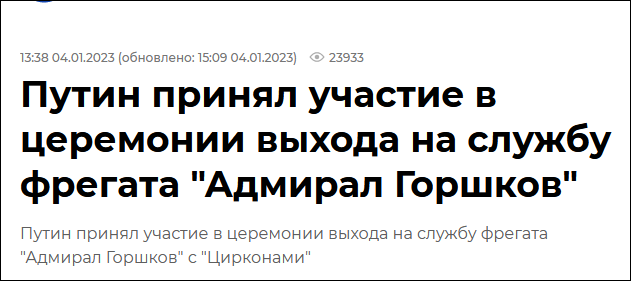 13:38 04.01.2023 (обновлено: 15:09 04.01.2023) 23933
Путин принял участие в
церемонии выхода на службу
фрегата "Адмирал Горшков"
Путин принял участие в церемонии выхода на службу фрегата
"Адмирал Горшков" с "Цирконами"